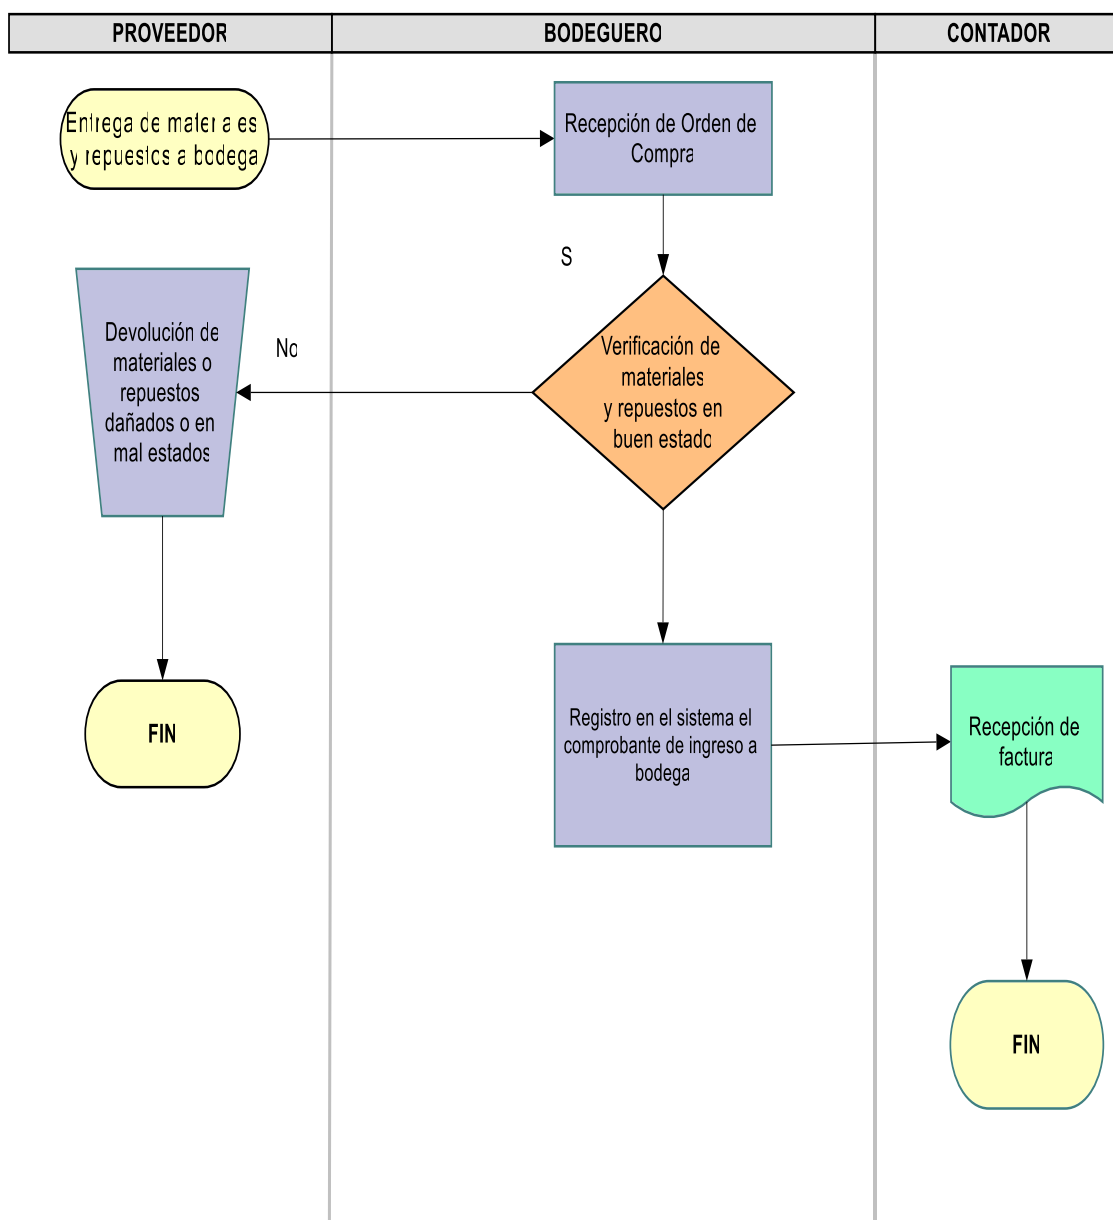 PROVEEDOR
BODEGUERO
CONTADOR
Entrega de mater a es
y repuestos a bodega
Recepción de Orden de
Compra
S
Devolución de
materiales o
repuestos
dañados o en
mal estados
No
Verificación de
materiales
y repuestos en
buen estado
FIN
Registro en el sistema el
comprobante de ingreso a
bodega
Recepción de
factura
FIN